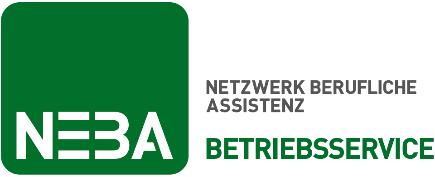 NEBA
NETZWERK BERUFLICHE
ASSISTENZ
BETRIEBSSERVICE